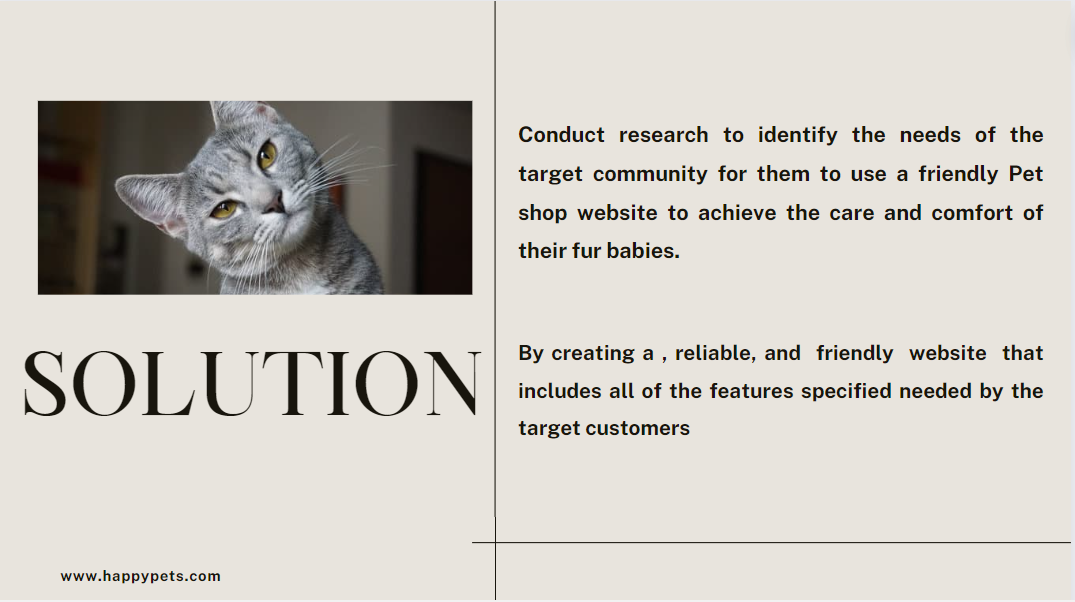 SOLUTION
www.happypets.com
Conduct research to identify the needs of the
target community for them to use a friendly Pet
shop website to achieve the care and comfort of
their fur babies.
By creating a , reliable, and friendly website that
includes all of the features specified needed by the
target customers